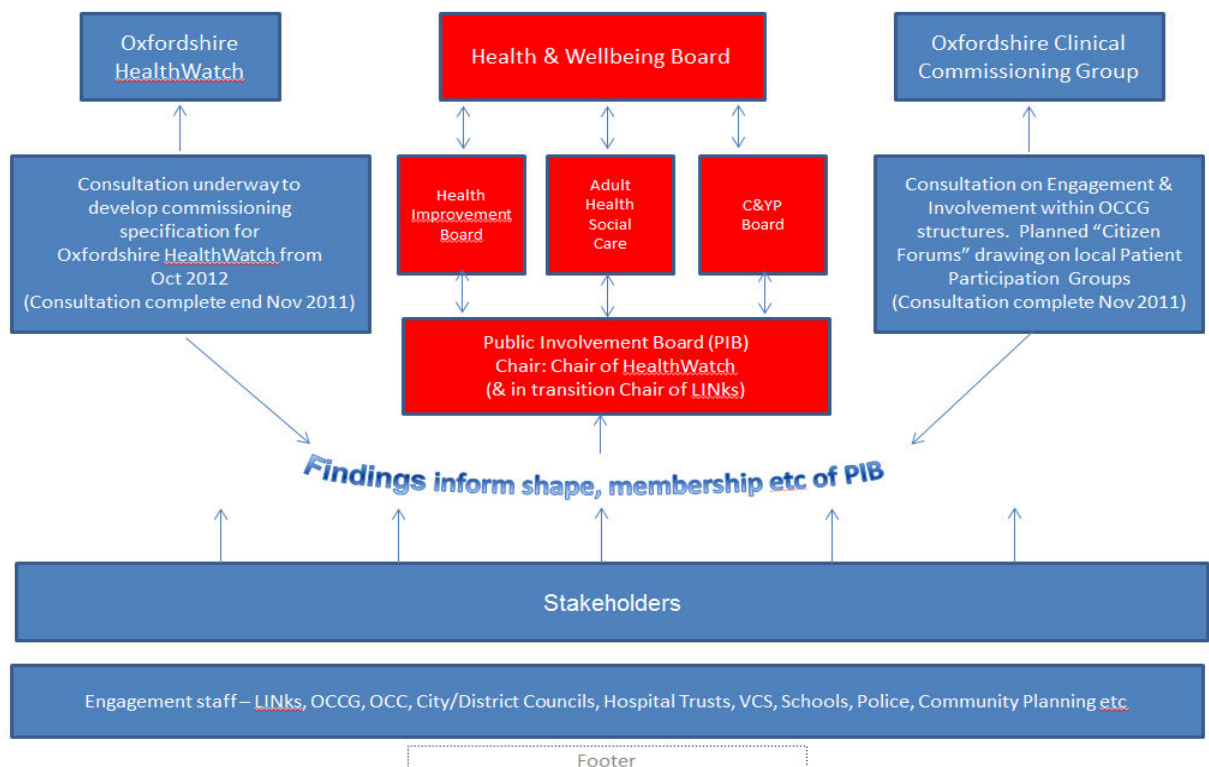 Oxfordshire
HealthWatch
Health & Wellbeing Board
Oxfordshire Clinical
Commissioning Group
Consultation underway to
develop commissioning
specification for
Oxfordshire HealthWatch from
Oct 2012
(Consultation complete end Nov 2011)
Health
Improvement
Board
Adult
Health
Social
Care
C&YP
Board
Consultation on Engagement &
Involvement within OCCG
structures. Planned “Citizen
Forums” drawing on local Patient
Participation Groups
(Consultation complete Nov 2011)
Public Involvement Board (PIB)
Chair: Chair of HealthWatch
(& in transition Chair of LINks)
Findings inform shape, membership etc of PIB
Stakeholders
Engagement staff – LINks, OCCG, OCC, City/District Councils, Hospital Trusts, VCS, Schools, Police, Community Planning etc
Footer